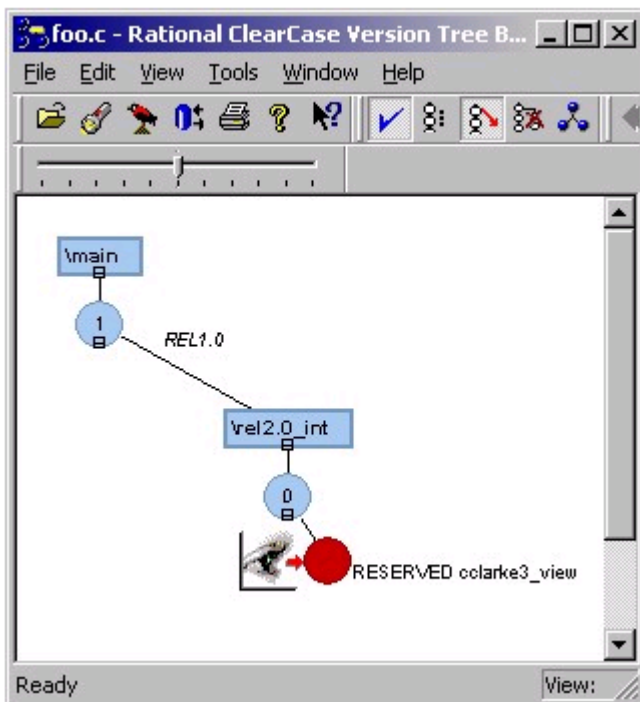 foo.c - Rational ClearCase Version Tree B...
File Edit View Tools Window Help
\main
1
REL1.0
\rel2.0_int
0
RESERVED cclarke3_view
Ready View: